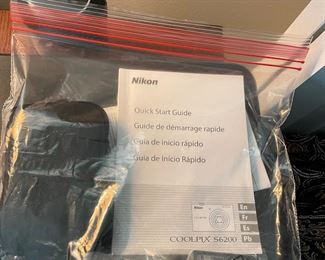 Nikon
Quick Start Guide
Guide de démarrage rapide
Guía de inicio rápido
Guia de Início Rápido
En
Fr
Es
Pb
COOLPIX S6200